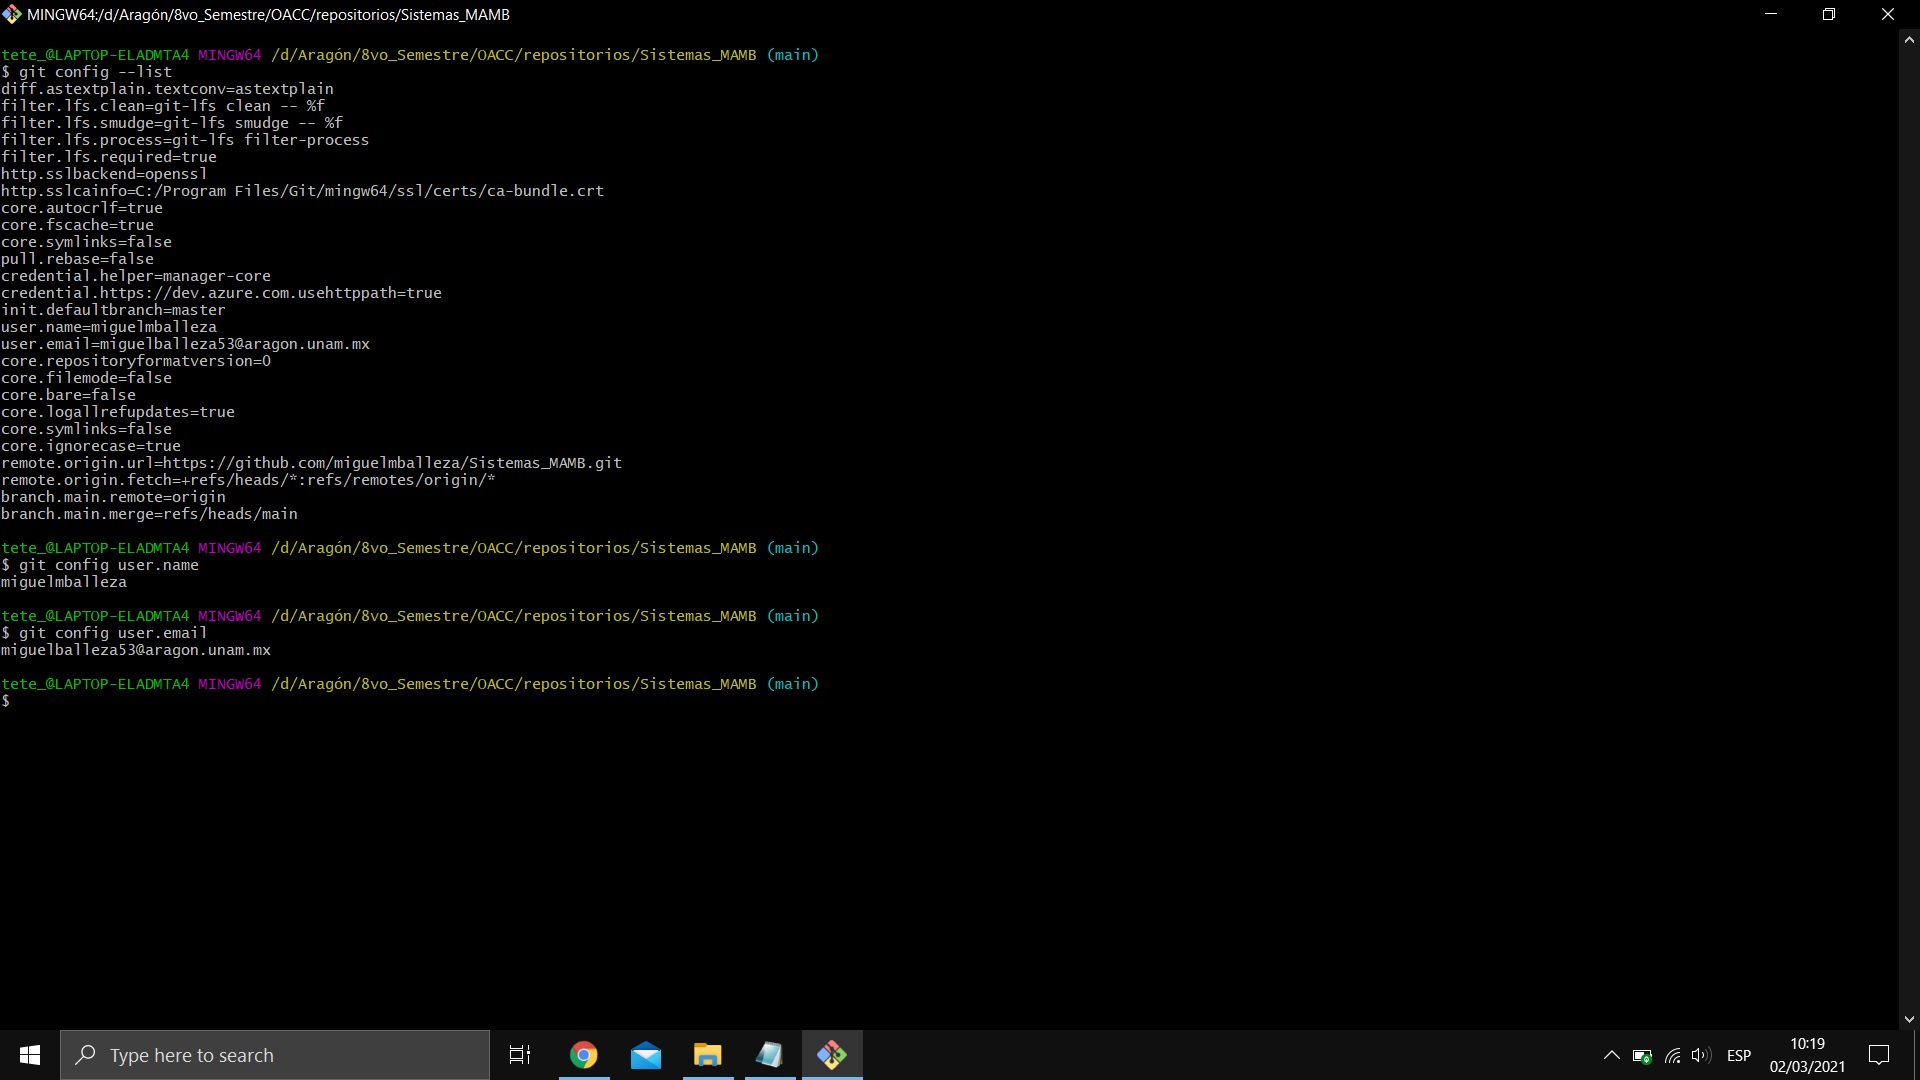 MINGW64:/d/Aragón/8vo_Semestre/OACC/repositorios/Sistemas_MAMB
tete_@LAPTOP-ELADMTA4 MINGW64 /d/Aragón/8vo_Semestre/OACC/repositorios/Sistemas_MAMB (main)
$ git config --list
diff.astextplain.textconv=astextplain
filter.lfs.clean=git-lfs clean -- %f
filter.lfs.smudge=git-lfs smudge -- %f
filter.lfs.process=git-lfs filter-process
filter.lfs.required=true
http.sslbackend=openssl
http.sslcainfo=C:/Program Files/Git/mingw64/ssl/certs/ca-bundle.crt
core.autocrlf=true
core.fscache=true
core.symlinks=false
pull.rebase=false
credential.helper=manager-core
credential.https://dev.azure.com.usehttppath=true
init.defaultbranch=master
user.name=miguelmballeza
user.email=miguelballeza53@aragon.unam.mx
core.repositoryformatversion=0
core.filemode=false
core.bare=false
core.logallrefupdates=true
core.symlinks=false
core.ignorecase=true
remote.origin.url=https://github.com/miguelmballeza/Sistemas_MAMB.git
remote.origin.fetch=+refs/heads/*:refs/remotes/origin/*
branch.main.remote=origin
branch.main.merge=refs/heads/main
tete_@LAPTOP-ELADMTA4 MINGW64 /d/Aragón/8vo_Semestre/OACC/repositorios/Sistemas_MAMB (main)
$ git config user.name
miguelmballeza
tete_@LAPTOP-ELADMTA4 MINGW64 /d/Aragón/8vo_Semestre/OACC/repositorios/Sistemas_MAMB (main)
$ git config user.email
miguelballeza53@aragon.unam.mx
tete_@LAPTOP-ELADMTA4 MINGW64 /d/Aragón/8vo_Semestre/OACC/repositorios/Sistemas_MAMB (main)
$
Type here to search
ESP
10:19
02/03/2021